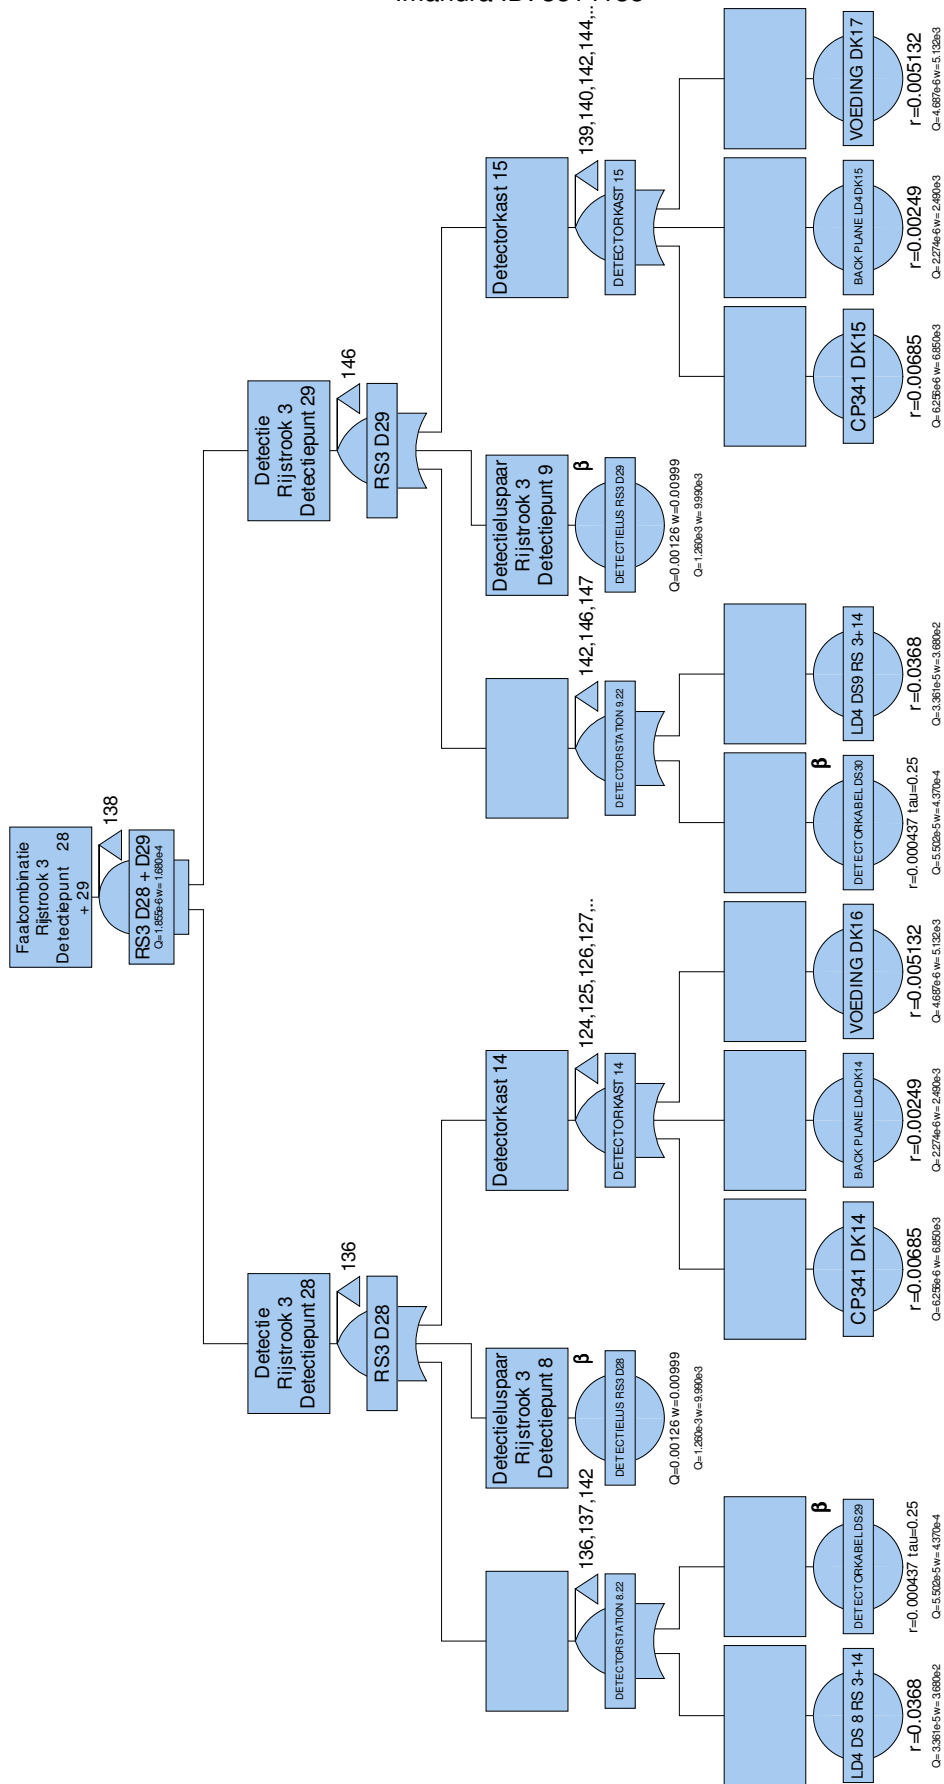 Faalcombinatie
Rijstrook 3
Detectiepunt 28
+ 29
138
RS3 D28 + D29
Q=1.855e-6 w=1.680e-4
Detectie
Rijstrook 3
Detectiepunt 28
136
RS3 D28
Detectie
Rijstrook 3
Detectiepunt 29
146
RS3 D29
136,137,142
DETECTORSTATION 8.22
Detectieluspaar
Rijstrook 3
Detectiepunt 8
β
DETECTIELUS RS3 D28
Q=0.00126 w=0.00999
Q=1.260e-3 w=9.990e-3
Detectorkast 14
124,125,126,127,..
DETECTORKAST 14
142,146,147
DETECTORSTATION 9.22
Detectieluspaar
Rijstrook 3
Detectiepunt 9
β
DETECTIELUS RS3 D29
Q=0.00126 w=0.00999
Q=1.260e-3 w=9.990e-3
Detectorkast 15
139,140,142,144,..
DETECTORKAST 15
LD4 DS 8 RS 3+14
r=0.0368
Q=3.361e-5 w=3.680e-2
β
DETECTORKABEL DS29
r=0.000437 tau=0.25
Q=5.502e-5 w=4.370e-4
CP341 DK14
r=0.00685
Q=6.256e-6 w=6.850e-3
BACK PLANE LD4 DK14
r=0.00249
Q=2.274e-6 w=2.490e-3
VOEDING DK16
r=0.005132
Q=4.687e-6 w=5.132e-3
β
DETECTORKABEL DS30
r=0.000437 tau=0.25
Q=5.502e-5 w=4.370e-4
LD4 DS9 RS 3+14
r=0.0368
Q=3.361e-5 w=3.680e-2
CP341 DK15
r=0.00685
Q=6.256e-6 w=6.850e-3
BACK PLANE LD4 DK15
r=0.00249
Q=2.274e-6 w=2.490e-3
VOEDING DK17
r=0.005132
Q=4.687e-6 w=5.132e-3